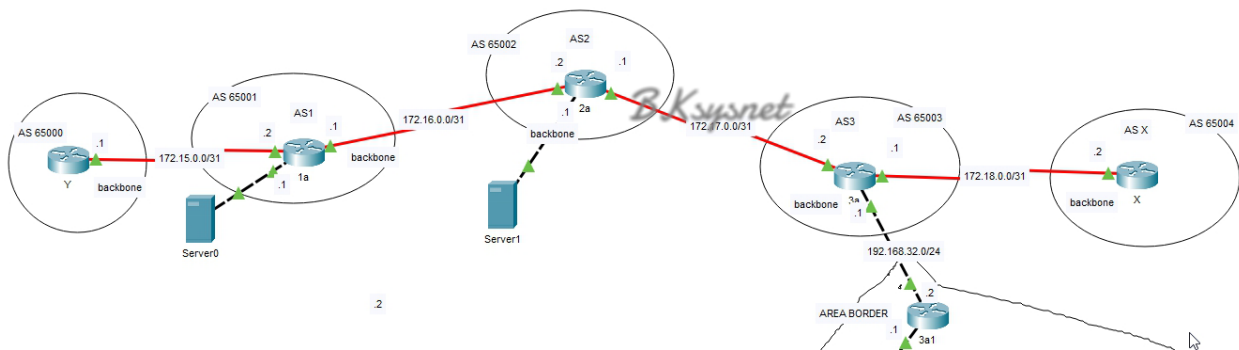 AS 65000
.1
Y
backbone
172.15.0.0/31
AS 65001
AS1
.2
.1
1a
.1
backbone
Server0
172.16.0.0/31
AS 65002
AS2
.2
.1
2a
.1
backbone
Server1
BKsysnet
172.17.0.0/31
AS3
AS 65003
.2
.1
3a
.1
backbone
172.18.0.0/31
AS X
AS 65004
.2
X
backbone
192.168.32.0/24
.2
AREA BORDER
.2
.1
3a1